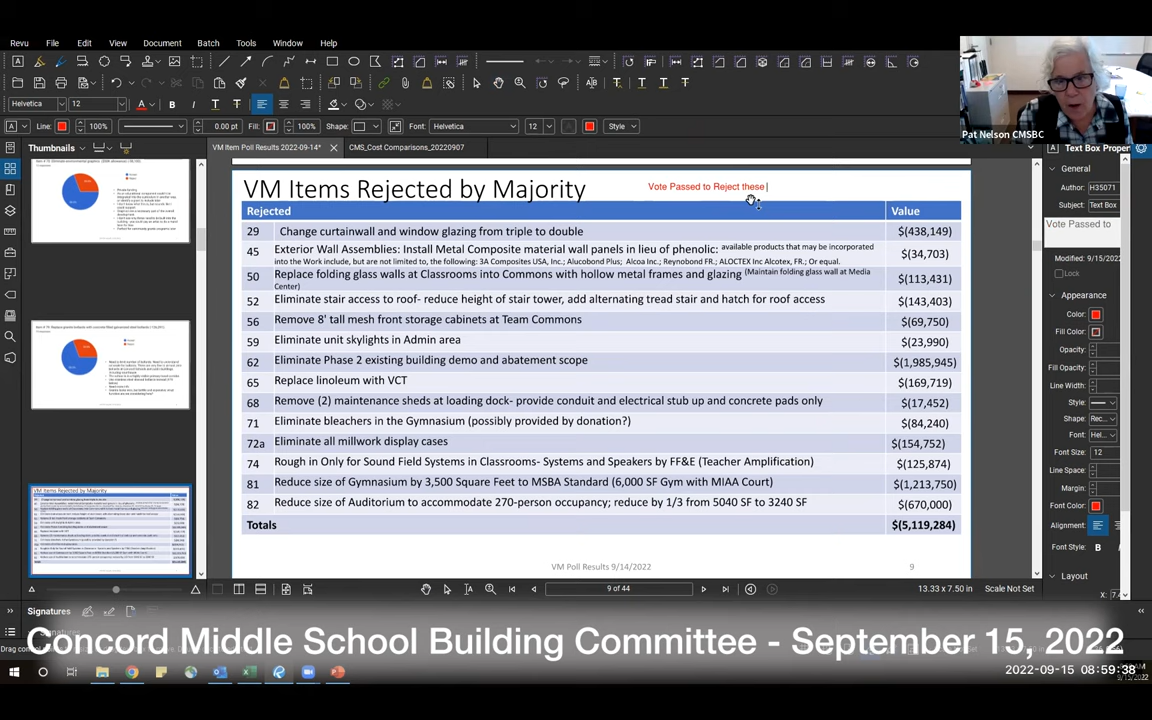 Revu File Edit View Document Batch Tools Window Help
Helvetica 12
Line: 100% 0.00 pt Fill: 100% Shape: Font: Helvetica 12 Style
Pat Nelson CMSBC
Thumbnails
VM Item Poll Results 2022-09-14* CMS_Cost Comparisons_20220907
Text Box Proper
General
Author: H35071
Subject: Text Box
Vote Passed to
Modified: 9/15/2022
Lock
Appearance
Color:
Fill Color:
Opacity:
Fill Opacity:
Line Width:
Style:
Shape: Rec...
Font: Hel...
Font Size: 12
Line Space:
Margin:
Font Color:
Alignment:
Font Style: B
Layout
X:
VM Items Rejected by Majority
Vote Passed to Reject these
Rejected Value
29 Change curtainwall and window glazing from triple to double $(438,149)
45 Exterior Wall Assemblies: Install Metal Composite material wall panels in lieu of phenolic: available products that may be incorporated
into the Work include, but are not limited to, the following: 3A Composites USA, Inc.; Alucobond Plus; Alcoa Inc.; Reynobond FR.; ALOCTEX Inc Alcotex, FR.; Or equal. $(34,703)
50 Replace folding glass walls at Classrooms into Commons with hollow metal frames and glazing (Maintain folding glass wall at Media
Center) $(113,431)
52 Eliminate stair access to roof- reduce height of stair tower, add alternating tread stair and hatch for roof access $(143,403)
56 Remove 8' tall mesh front storage cabinets at Team Commons $(69,750)
59 Eliminate unit skylights in Admin area $(23,990)
62 Eliminate Phase 2 existing building demo and abatement scope $(1,985,945)
65 Replace linoleum with VCT $(169,719)
68 Remove (2) maintenance sheds at loading dock- provide conduit and electrical stub up and concrete pads only $(17,452)
71 Eliminate bleachers in the Gymnasium (possibly provided by donation?) $(84,240)
72a Eliminate all millwork display cases $(154,752)
74 Rough in Only for Sound Field Systems in Classrooms- Systems and Speakers by FF&E (Teacher Amplification) $(125,874)
81 Reduce size of Gymnasium by 3,500 Square Feet to MSBA Standard (6,000 SF Gym with MIAA Court) $(1,213,750)
82 Reduce size of Auditorium to accommodate 270-person occupancy; reduce by 1/3 from 5040 SF to 3240 SF $(670,000)
Totals $(5,119,284)
VM Poll Results 9/14/2022 9
9 of 44 13.33 x 7.50 in Scale Not Set
Signatures
Concord Middle School Building Committee - September 15, 2022
2022-09-15 08:59:38
9/15/2022